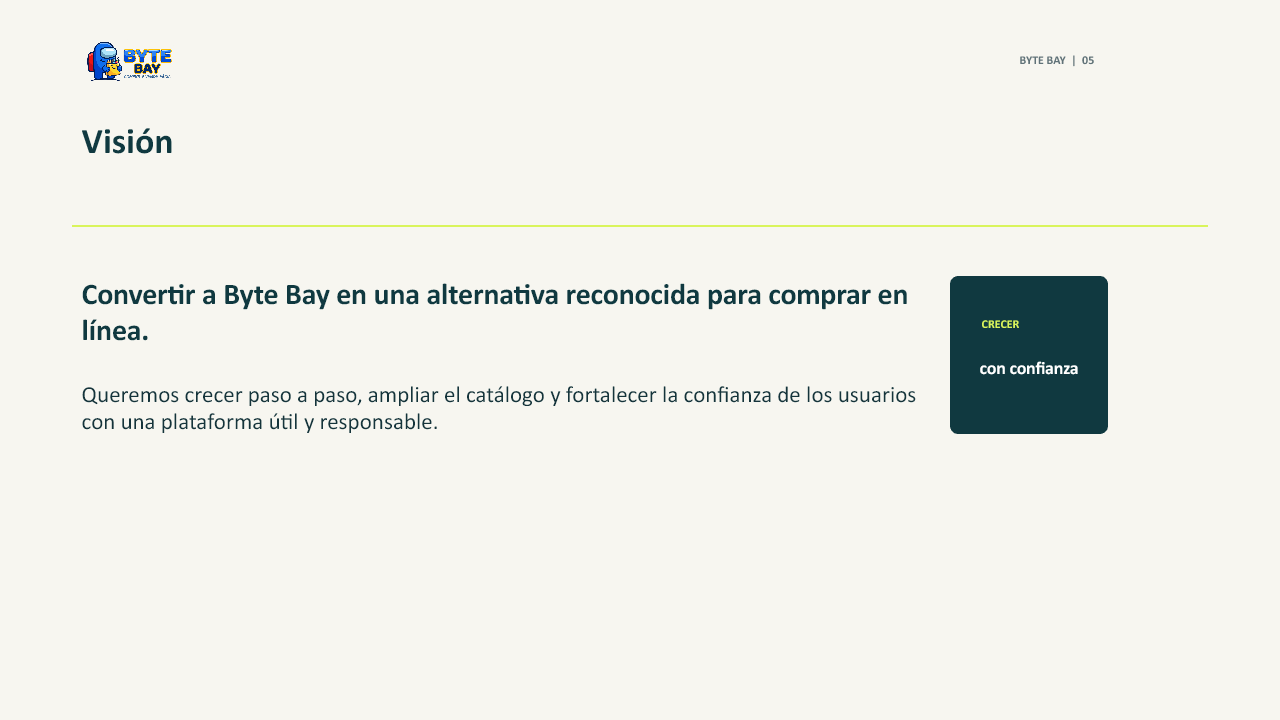 BYTE
BAY
BYTE BAY | 05
Visión
Convertir a Byte Bay en una alternativa reconocida para comprar en
línea.
Queremos crecer paso a paso, ampliar el catálogo y fortalecer la confianza de los usuarios
con una plataforma útil y responsable.
CRECER
con confianza